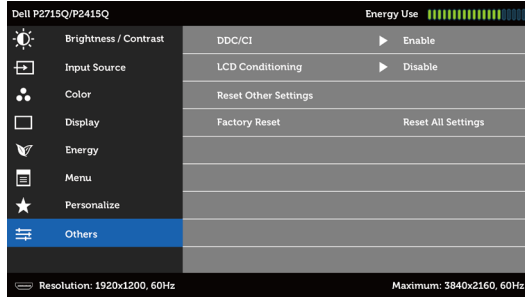 Dell P2715Q/P2415Q Energy Use
Brightness / Contrast DDC/CI Enable
Input Source LCD Conditioning Disable
Color Reset Other Settings
Display Factory Reset Reset All Settings
Energy
Menu
Personalize
Others
Resolution: 1920x1200, 60Hz Maximum: 3840x2160, 60Hz